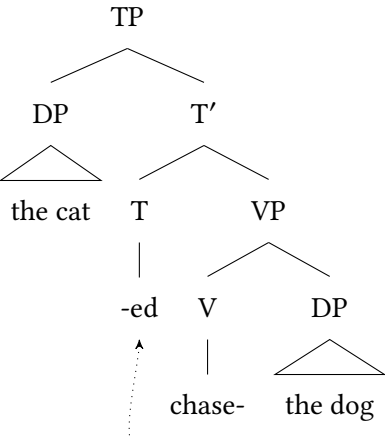 TP
DP T′
the cat T VP
-ed V DP
chase- the dog